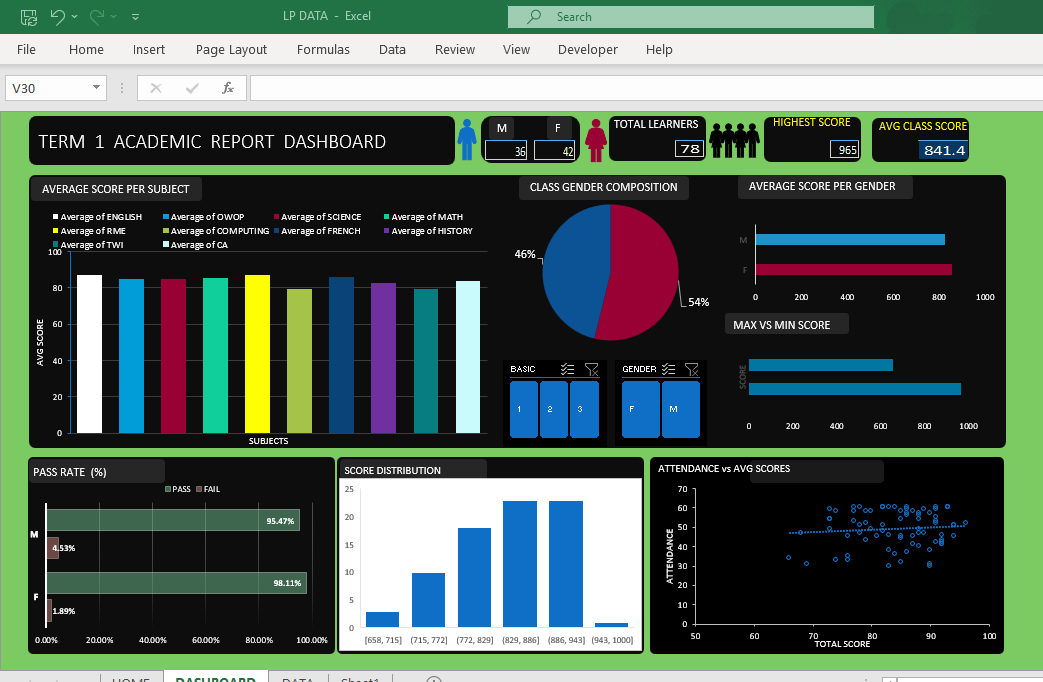 LP DATA - Excel
Search
File Home Insert Page Layout Formulas Data Review View Developer Help
V30
fx
TERM 1 ACADEMIC REPORT DASHBOARD
M F
36 42
TOTAL LEARNERS
78
HIGHEST SCORE
965
AVG CLASS SCORE
841.4
AVERAGE SCORE PER SUBJECT
Average of ENGLISH Average of OWOP Average of SCIENCE Average of MATH
Average of RME Average of COMPUTING Average of FRENCH Average of HISTORY
Average of TWI Average of CA
100
80
60
40
20
0
AVG SCORE
SUBJECTS
CLASS GENDER COMPOSITION
46%
54%
BASIC
1 2 3
GENDER
F M
AVERAGE SCORE PER GENDER
M
F
0 200 400 600 800 1000
MAX VS MIN SCORE
SCORE
0 200 400 600 800 1000
PASS RATE (%)
PASS FAIL
M
95.47%
4.53%
F
98.11%
1.89%
0.00% 20.00% 40.00% 60.00% 80.00% 100.00%
SCORE DISTRIBUTION
25
20
15
10
5
0
[658, 715] (715, 772] (772, 829] (829, 886] (886, 943] (943, 1000]
ATTENDANCE vs AVG SCORES
70
60
50
40
30
20
10
0
ATTENDANCE
50 60 70 80 90 100
TOTAL SCORE
HOME DASHBOARD DATA Sheet1